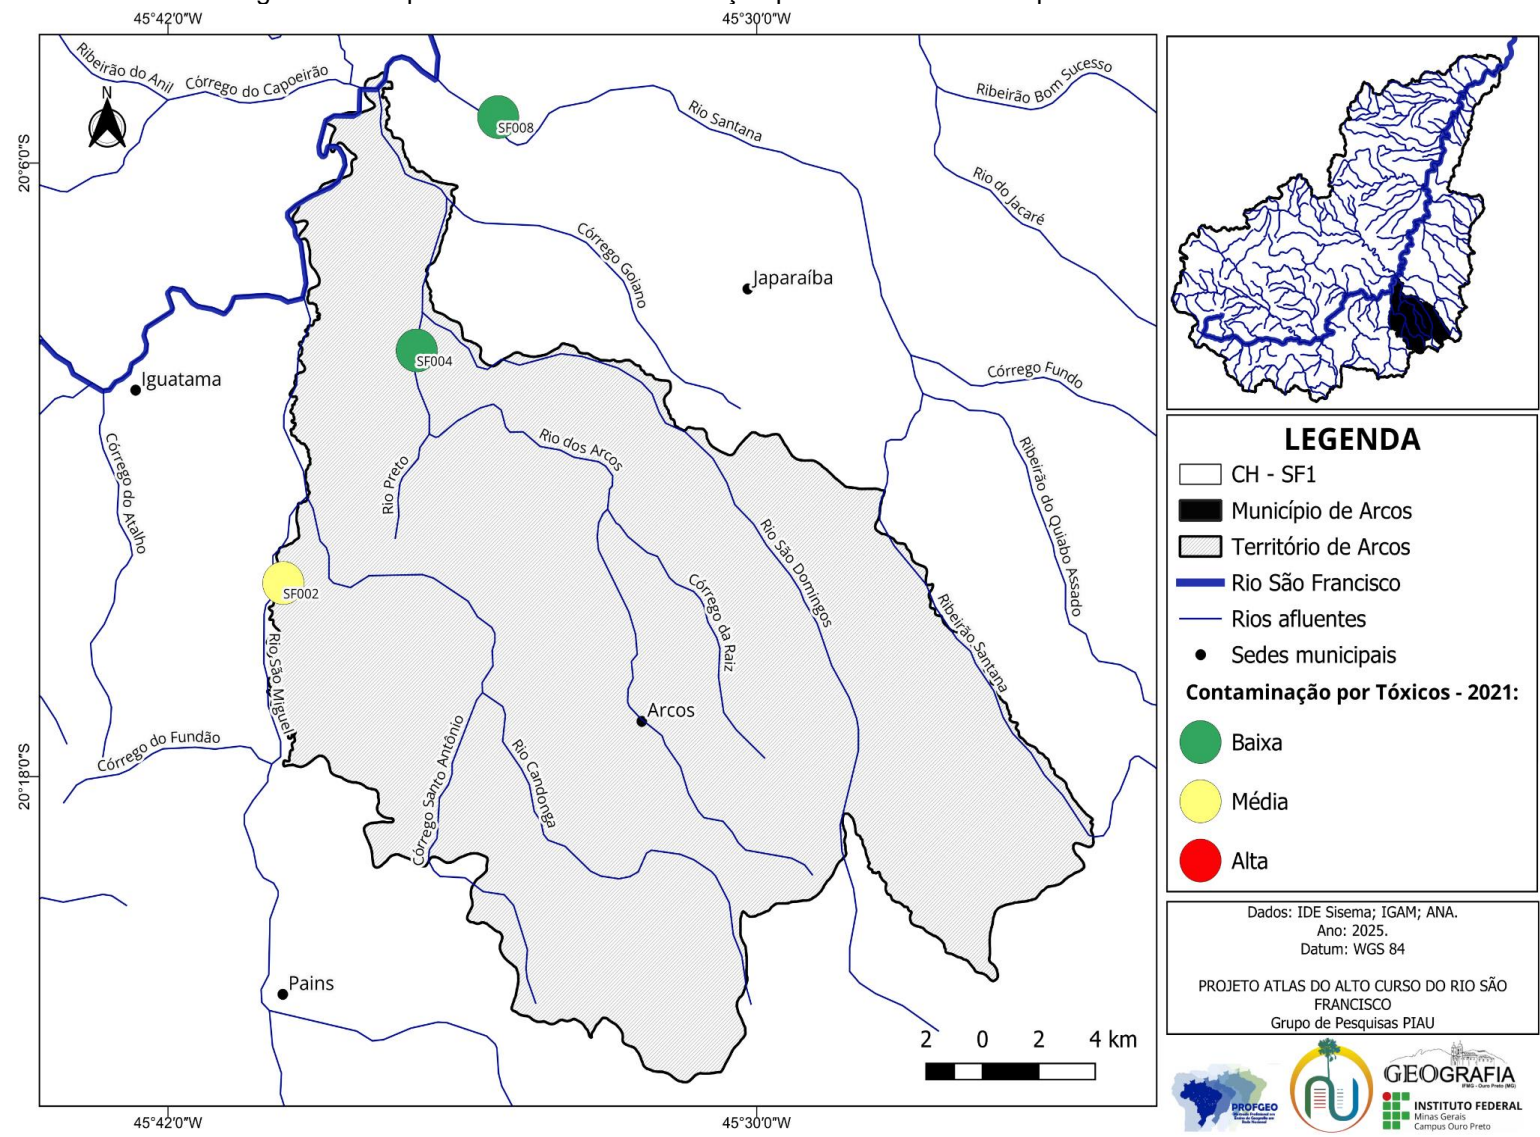 45°42'0"W
45°30'0"W
Ribeirão do Anil
Córrego do Capoeirão
N
SF008
Rio Santana
Ribeirão Bom Sucesso
20°6'0"S
Rio do Jacaré
Córrego Goiano
Japaraíba
SF004
Iguatama
Córrego Fundo
Córrego do Atalho
Rio Preto
Rio dos Arcos
Ribeirão do Quiabo Assado
Rio São Domingos
SF002
Córrego da Raiz
Ribeirão Santana
Rio São Miguel
Arcos
Córrego do Fundão
Córrego Santo Antônio
Rio Candonga
20°18'0"S
Pains
2 0 2 4 km
45°42'0"W
45°30'0"W
LEGENDA
CH - SF1
Município de Arcos
Território de Arcos
Rio São Francisco
Rios afluentes
Sedes municipais
Contaminação por Tóxicos - 2021:
Baixa
Média
Alta
Dados: IDE Sisema; IGAM; ANA.
Ano: 2025.
Datum: WGS 84
PROJETO ATLAS DO ALTO CURSO DO RIO SÃO
FRANCISCO
Grupo de Pesquisas PIAU
PROFGEO
GEOGRAFIA
IFMG - Ouro Preto (MG)
INSTITUTO FEDERAL
Minas Gerais
Campus Ouro Preto